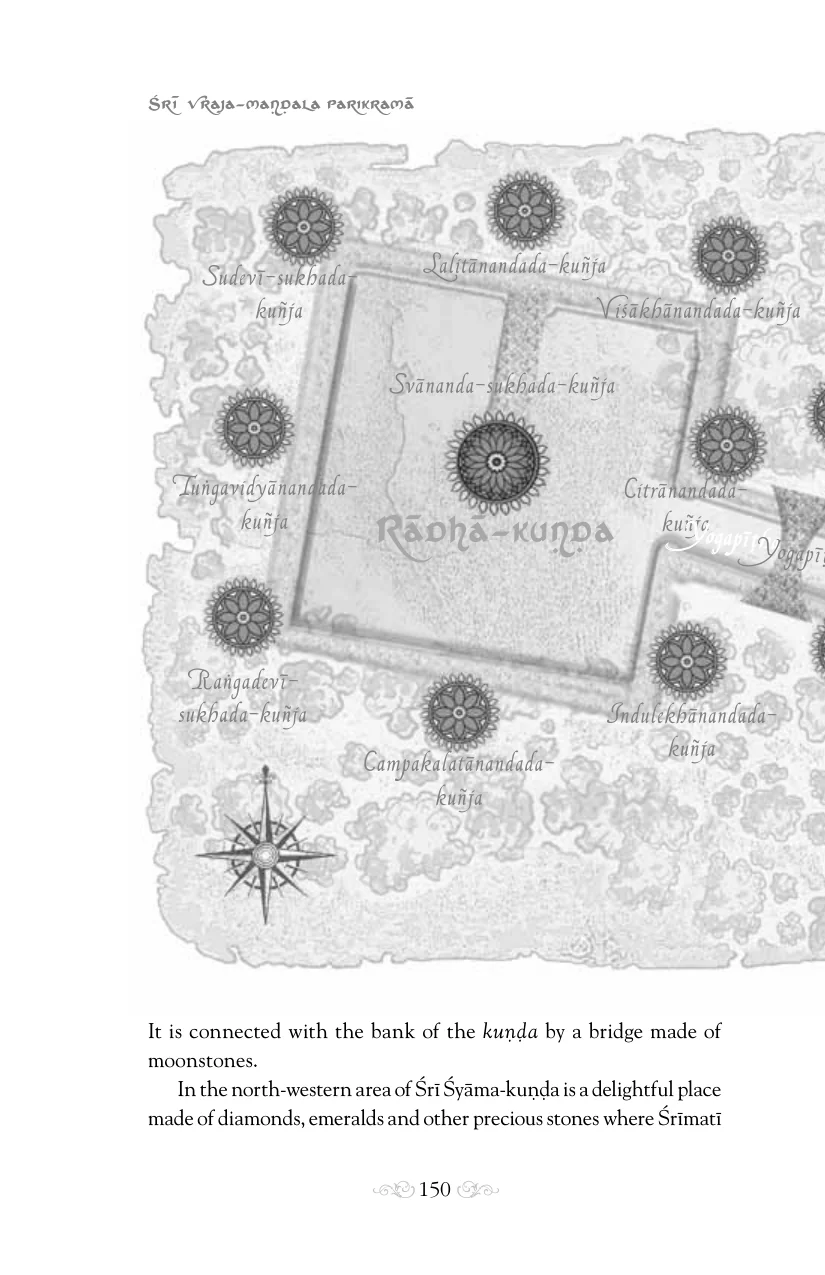 Śrī Vraja-maṇḍala Parikramā
Sudevī-sukhada-
kuñja
Lalitānandada-kuñja
Viśākhānandada-kuñja
Svānanda-sukhada-kuñja
Tuṅgavidyānandada-
kuñja
Citrānandada-
kuñja
Rādhā-kuṇḍa
Raṅgadevī-
sukhada-kuñja
Indulekhānandada-
kuñja
Campakalatānandada-
kuñja
It is connected with the bank of the kuṇḍa by a bridge made of
moonstones.
In the north-western area of Śrī Śyāma-kuṇḍa is a delightful place
made of diamonds, emeralds and other precious stones where Śrīmatī
150